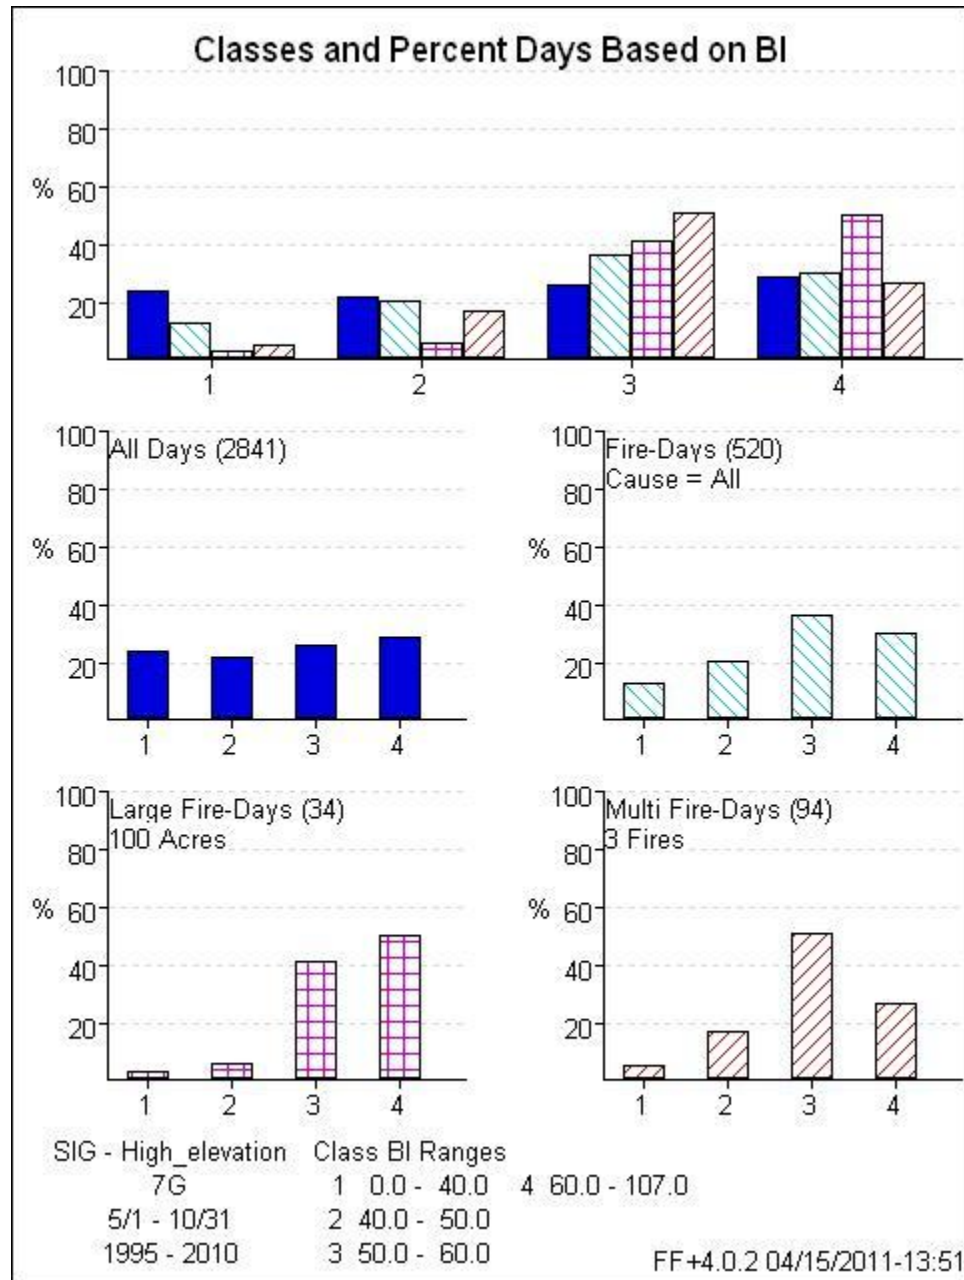 Classes and Percent Days Based on BI
100
80
% 60
40
20
1 2 3 4
100 All Days (2841)
80
% 60
40
20
1 2 3 4
100 Fire-Days (520)
Cause = All
80
% 60
40
20
1 2 3 4
100 Large Fire-Days (34)
100 Acres
80
% 60
40
20
1 2 3 4
100 Multi Fire-Days (94)
3 Fires
80
% 60
40
20
1 2 3 4
SIG - High_elevation Class BI Ranges
7G 1 0.0 - 40.0 4 60.0 - 107.0
5/1 - 10/31 2 40.0 - 50.0
1995 - 2010 3 50.0 - 60.0
FF+4.0.2 04/15/2011-13:51